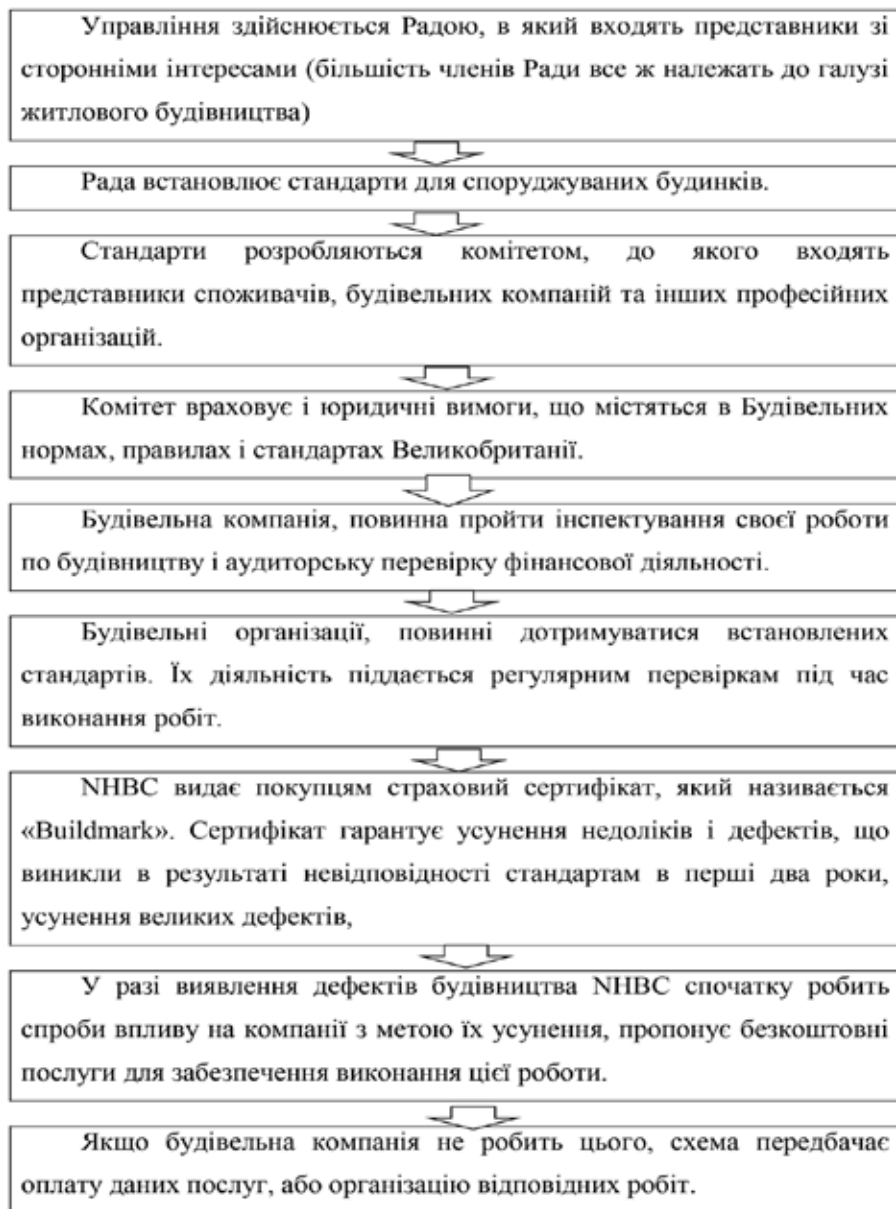 Управління здійснюється Радою, в який входять представники зі
сторонніми інтересами (більшість членів Ради все ж належать до галузі
житлового будівництва)
Рада встановлює стандарти для споруджуваних будинків.
Стандарти розробляються комітетом, до якого входять
представники споживачів, будівельних компаній та інших професійних
організацій.
Комітет враховує і юридичні вимоги, що містяться в Будівельних
нормах, правилах і стандартах Великобританії.
Будівельна компанія, повинна пройти інспектування своєї роботи
по будівництву і аудиторську перевірку фінансової діяльності.
Будівельні організації, повинні дотримуватися встановлених
стандартів. Їх діяльність піддається регулярним перевіркам під час
виконання робіт.
NHBC видає покупцям страховий сертифікат, який називається
«Buildmark». Сертифікат гарантує усунення недоліків і дефектів, що
виникли в результаті невідповідності стандартам в перші два роки,
усунення великих дефектів,
У разі виявлення дефектів будівництва NHBC спочатку робить
спроби впливу на компанії з метою їх усунення, пропонує безкоштовні
послуги для забезпечення виконання цієї роботи.
Якщо будівельна компанія не робить цього, схема передбачає
оплату даних послуг, або організацію відповідних робіт.